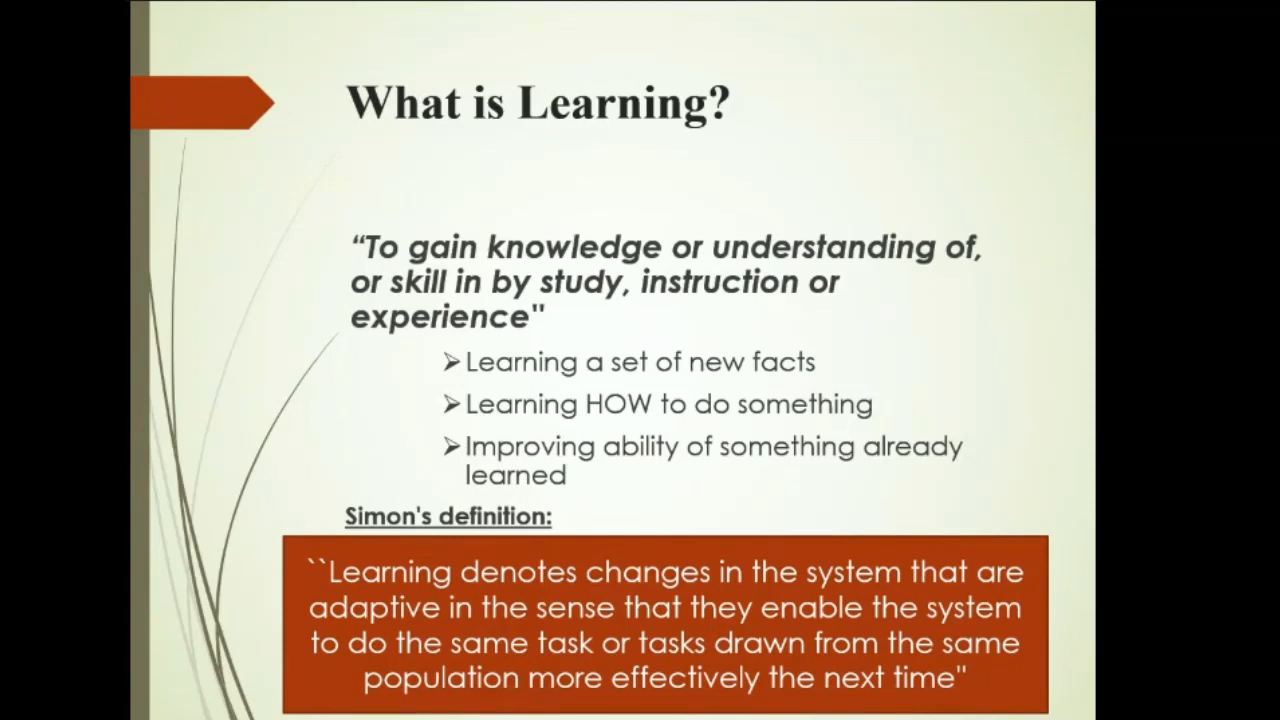 What is Learning?
“To gain knowledge or understanding of,
or skill in by study, instruction or
experience"
➢Learning a set of new facts
➢Learning HOW to do something
➢Improving ability of something already
learned
Simon's definition:
``Learning denotes changes in the system that are
adaptive in the sense that they enable the system
to do the same task or tasks drawn from the same
population more effectively the next time"